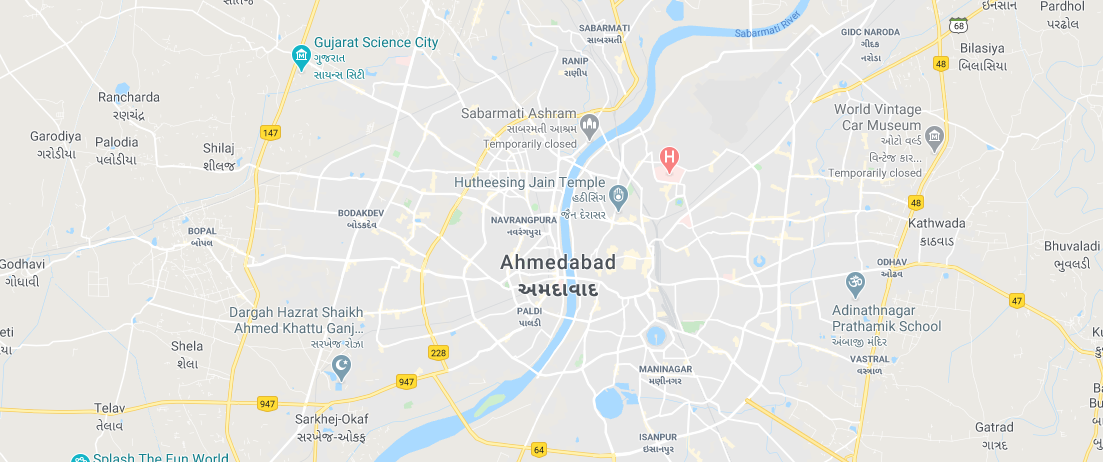 સાતેજ
ઇનસાન
Pardhol
પરઢોલ
SABARMATI
સાબરમતી
Sabarmati River
68
GIDC NARODA
ગીદક
નરોડા
Bilasiya
બિલાસિયા
Gujarat Science City
ગુજરાત
સાયન્સ સિટી
RANIP
રાણીપ
48
Rancharda
રણચંદ્ર
Sabarmati Ashram
સાબરમતી આશ્રમ
Temporarily closed
World Vintage
Car Museum
ઓટો વર્લ્ડ
વિન્ટેજ કાર...
Temporarily closed
147
Garodiya
ગરોડીયા
Palodia
પલોડીયા
Shilaj
શીલજ
H
Hutheesing Jain Temple
હઠીસિંગ
જૈન દેરાસર
48
BODAKDEV
બોડકદેવ
NAVRANGPURA
નવરંગપુરા
Kathwada
કાઠવાડ
BOPAL
બોપલ
Bhuvaladi
ભુવલડી
Godhavi
ગોધાવી
Ahmedabad
અમદાવાદ
ODHAV
ઓઢવ
47
Dargah Hazrat Shaikh
Ahmed Khattu Ganj...
સરખેજ રોઝા
PALDI
પાલડી
Adinathnagar
Prathamik School
અંબાજી મંદિર
Shela
શેલા
228
VASTRAL
વસ્ત્રાલ
947
MANINAGAR
મણીનગર
947
Telav
તેલાવ
Sarkhej-Okaf
સરખેજ-ઓકફ
Gatrad
ગાત્રદ
ISANPUR
ઇસાનપુર
64
Splash The Fun World